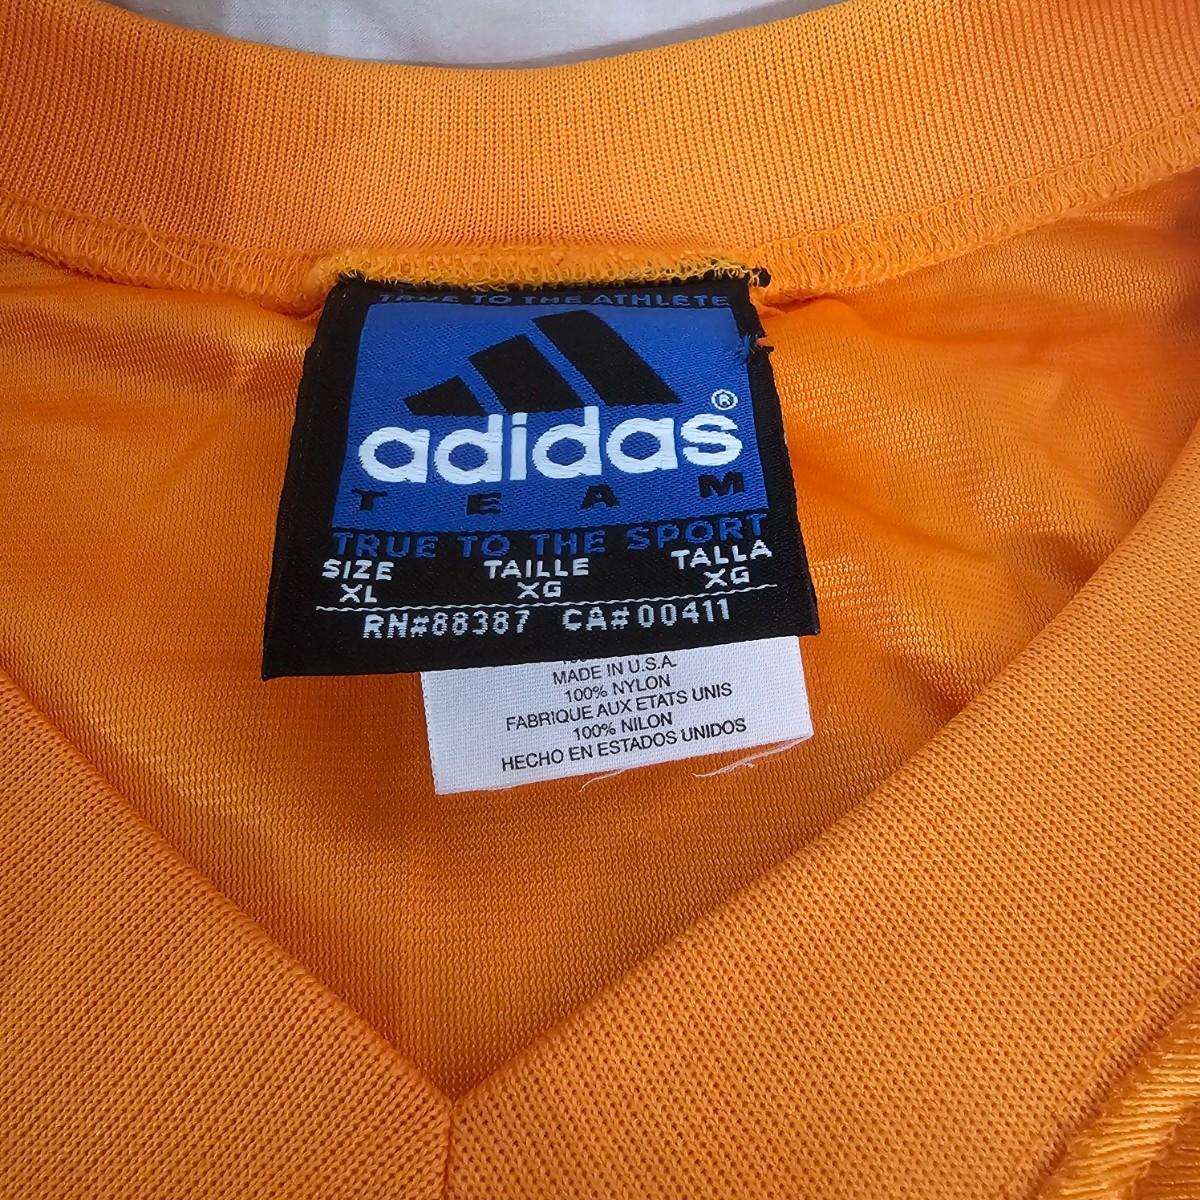 TRUE TO THE ATHLETE
adidas®
TEAM
TRUE TO THE SPORT
SIZE TAILLE TALLA
XL XG XG
RN#88387 CA#00411
MADE IN U.S.A.
100% NYLON
FABRIQUE AUX ETATS UNIS
100% NILON
HECHO EN ESTADOS UNIDOS